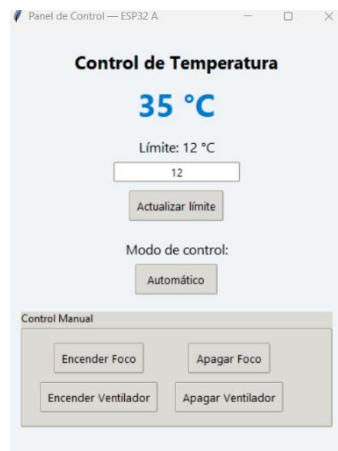 Panel de Control — ESP32 A
Control de Temperatura
35 °C
Límite: 12 °C
12
Actualizar límite
Modo de control:
Automático
Control Manual
Encender Foco
Apagar Foco
Encender Ventilador
Apagar Ventilador